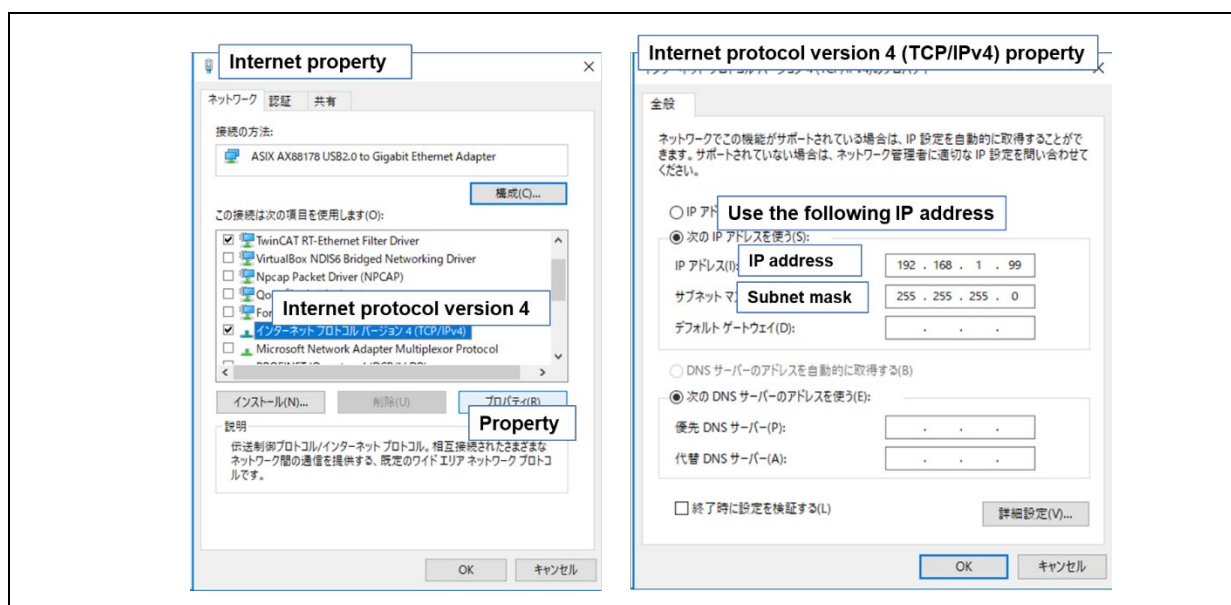 Internet property
ネットワーク 認証 共有
接続の方法:
ASIX AX88178 USB2.0 to Gigabit Ethernet Adapter
構成(C)...
この接続は次の項目を使用します(O):
TwinCAT RT-Ethernet Filter Driver
VirtualBox NDIS6 Bridged Networking Driver
Npcap Packet Driver (NPCAP)
Internet protocol version 4
インターネット プロトコル バージョン 4 (TCP/IPv4)
Microsoft Network Adapter Multiplexor Protocol
インストール(N)... 削除(U) プロパティ(R)
Property
説明
伝送制御プロトコル/インターネット プロトコル。相互接続されたさまざまな
ネットワーク間の通信を提供する、既定のワイド エリア ネットワーク プロトコ
ルです。
OK キャンセル
Internet protocol version 4 (TCP/IPv4) property
全般
ネットワークでこの機能がサポートされている場合は、IP 設定を自動的に取得することがで
きます。サポートされていない場合は、ネットワーク管理者に適切な IP 設定を問い合わせて
ください。
Use the following IP address
次の IP アドレスを使う(S):
IP アドレス(I): IP address 192 . 168 . 1 . 99
サブネット Subnet mask 255 . 255 . 255 . 0
デフォルト ゲートウェイ(D): . . .
DNS サーバーのアドレスを自動的に取得する(B)
次の DNS サーバーのアドレスを使う(E):
優先 DNS サーバー(P): . . .
代替 DNS サーバー(A): . . .
終了時に設定を検証する(L)
詳細設定(V)...
OK キャンセル